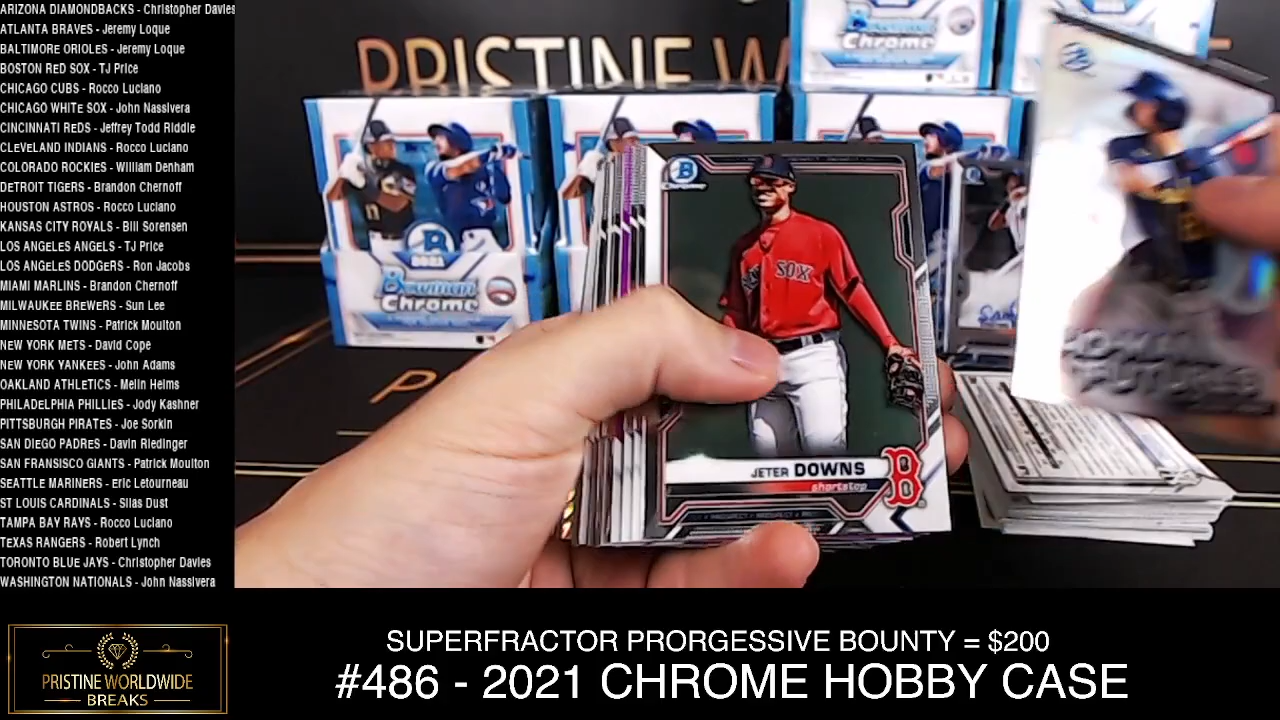 ARIZONA DIAMONDBACKS - Christopher Davies
ATLANTA BRAVES - Jeremy Loque
BALTIMORE ORIOLES - Jeremy Loque
BOSTON RED SOX - TJ Price
CHICAGO CUBS - Rocco Luciano
CHICAGO WHITE SOX - John Nassivera
CINCINNATI REDS - Jeffrey Todd Riddle
CLEVELAND INDIANS - Rocco Luciano
COLORADO ROCKIES - William Denham
DETROIT TIGERS - Brandon Chernoff
HOUSTON ASTROS - Rocco Luciano
KANSAS CITY ROYALS - Bill Sorensen
LOS ANGELES ANGELS - TJ Price
LOS ANGELES DODGERS - Ron Jacobs
MIAMI MARLINS - Brandon Chernoff
MILWAUKEE BREWERS - Sun Lee
MINNESOTA TWINS - Patrick Moulton
NEW YORK METS - David Cope
NEW YORK YANKEES - John Adams
OAKLAND ATHLETICS - Melin Helms
PHILADELPHIA PHILLIES - Jody Kashner
PITTSBURGH PIRATES - Joe Sorkin
SAN DIEGO PADRES - Davin Riedinger
SAN FRANSISCO GIANTS - Patrick Moulton
SEATTLE MARINERS - Eric Letourneau
ST LOUIS CARDINALS - Silas Dust
TAMPA BAY RAYS - Rocco Luciano
TEXAS RANGERS - Robert Lynch
TORONTO BLUE JAYS - Christopher Davies
WASHINGTON NATIONALS - John Nassivera
PRISTINE W
Bowman
Chrome
2021
Bowman
Chrome
B
Chrome
SOX
JETER DOWNS
shortstop
B
FUTURES
PRISTINE WORLDWIDE
BREAKS
SUPERFRACTOR PRORGESSIVE BOUNTY = $200
#486 - 2021 CHROME HOBBY CASE